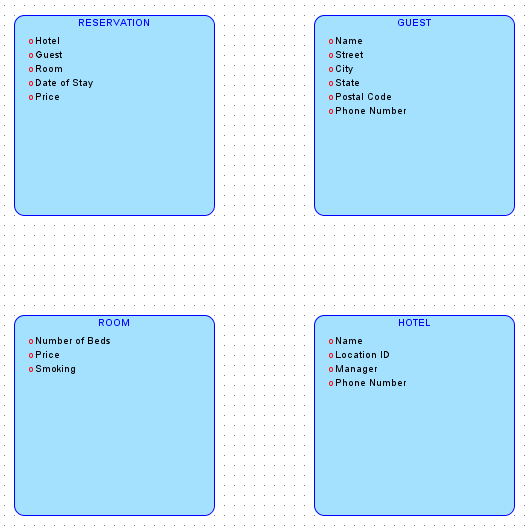 RESERVATION
o Hotel
o Guest
o Room
o Date of Stay
o Price
GUEST
o Name
o Street
o City
o State
o Postal Code
o Phone Number
ROOM
o Number of Beds
o Price
o Smoking
HOTEL
o Name
o Location ID
o Manager
o Phone Number